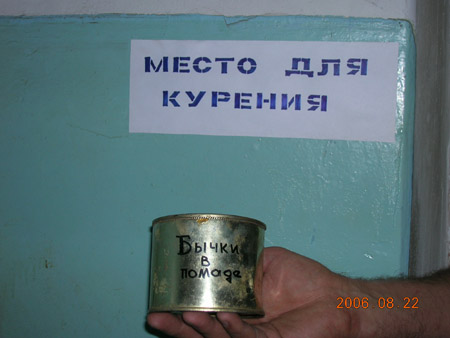 МЕСТО ДЛЯ
КУРЕНИЯ
Бычки
в
помаде
2006 08 22